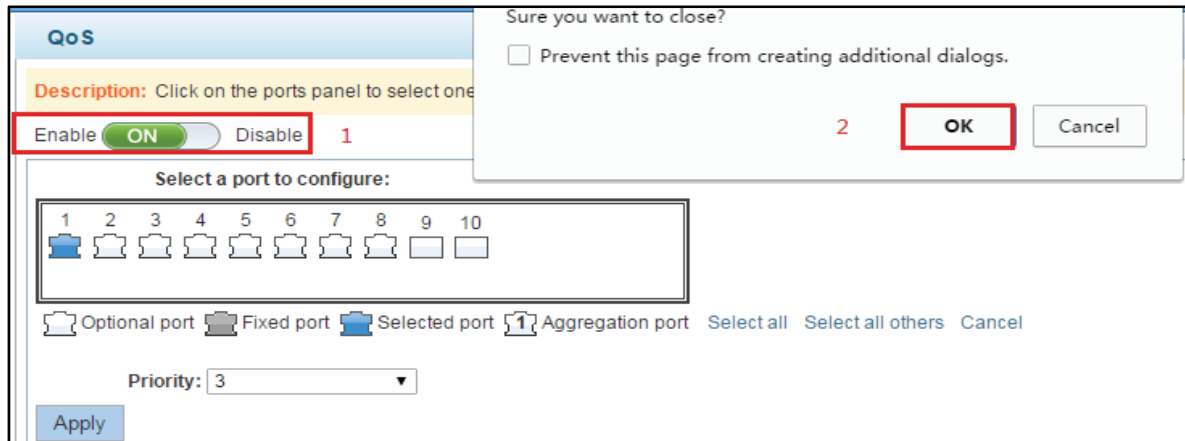 Sure you want to close?
QoS
Prevent this page from creating additional dialogs.
Description: Click on the ports panel to select one
Enable ON Disable 1
2 OK Cancel
Select a port to configure:
1 2 3 4 5 6 7 8 9 10
Optional port Fixed port Selected port 1 Aggregation port Select all Select all others Cancel
Priority: 3
Apply